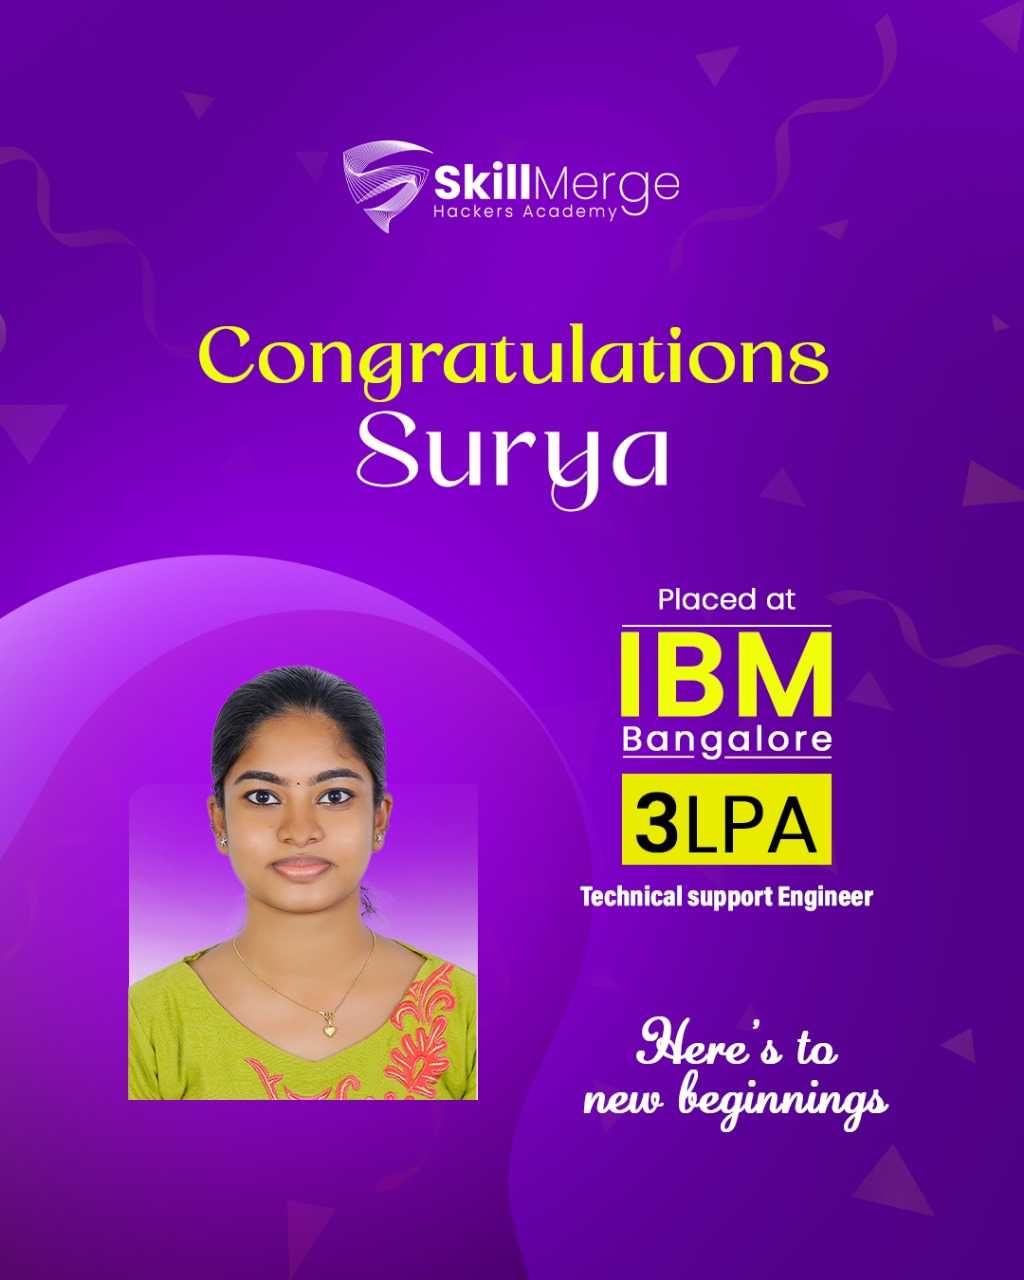 SkillMerge
Hackers Academy
Congratulations
Surya
Placed at
IBM
Bangalore
3LPA
Technical support Engineer
Here's to
new beginnings